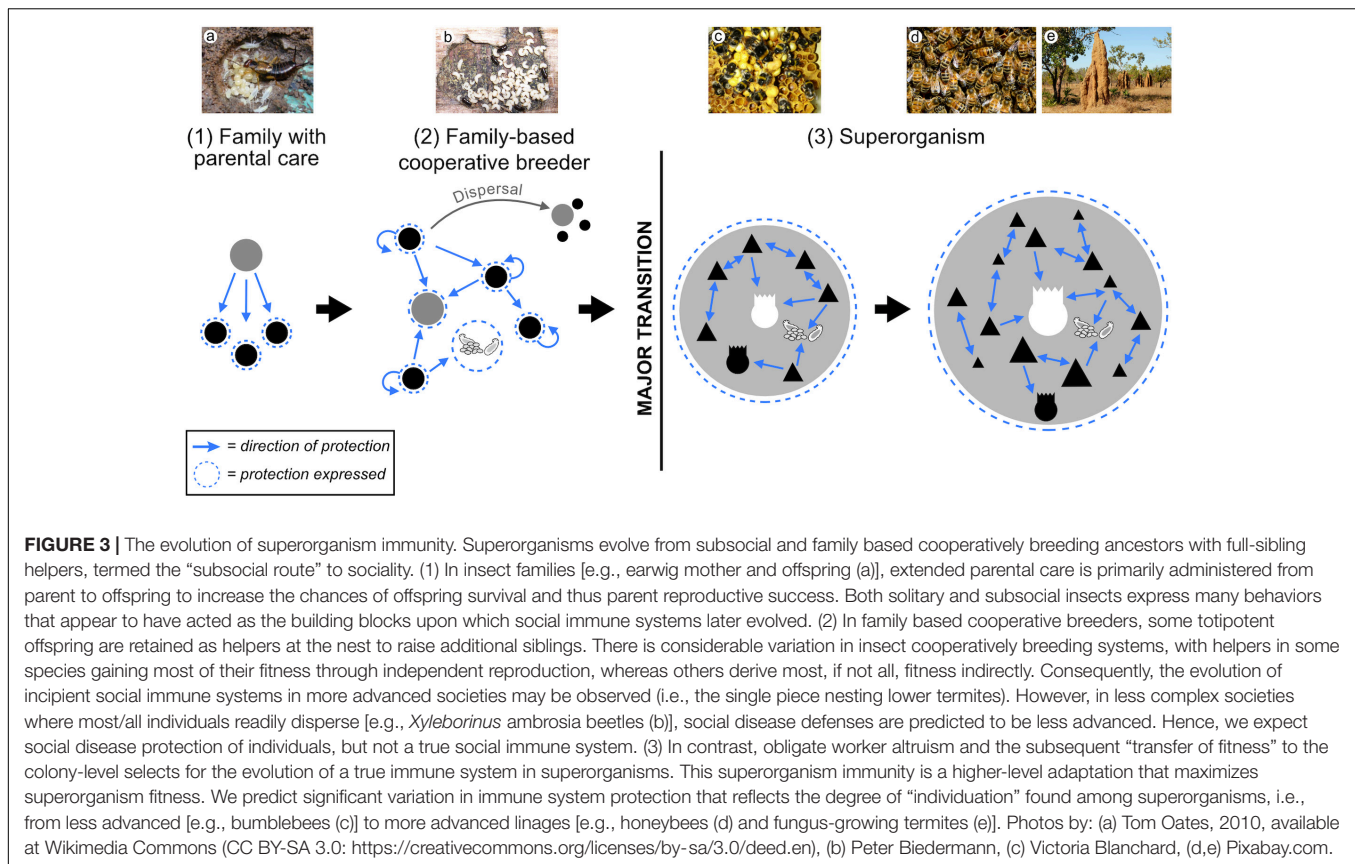 a
b
c
d
e
(1) Family with
parental care
(2) Family-based
cooperative breeder
(3) Superorganism
Dispersal
MAJOR TRANSITION
= direction of protection
= protection expressed
FIGURE 3 | The evolution of superorganism immunity. Superorganisms evolve from subsocial and family based cooperatively breeding ancestors with full-sibling
helpers, termed the “subsocial route” to sociality. (1) In insect families [e.g., earwig mother and offspring (a)], extended parental care is primarily administered from
parent to offspring to increase the chances of offspring survival and thus parent reproductive success. Both solitary and subsocial insects express many behaviors
that appear to have acted as the building blocks upon which social immune systems later evolved. (2) In family based cooperative breeders, some totipotent
offspring are retained as helpers at the nest to raise additional siblings. There is considerable variation in insect cooperatively breeding systems, with helpers in some
species gaining most of their fitness through independent reproduction, whereas others derive most, if not all, fitness indirectly. Consequently, the evolution of
incipient social immune systems in more advanced societies may be observed (i.e., the single piece nesting lower termites). However, in less complex societies
where most/all individuals readily disperse [e.g., Xyleborinus ambrosia beetles (b)], social disease defenses are predicted to be less advanced. Hence, we expect
social disease protection of individuals, but not a true social immune system. (3) In contrast, obligate worker altruism and the subsequent “transfer of fitness” to the
colony-level selects for the evolution of a true immune system in superorganisms. This superorganism immunity is a higher-level adaptation that maximizes
superorganism fitness. We predict significant variation in immune system protection that reflects the degree of “individuation” found among superorganisms, i.e.,
from less advanced [e.g., bumblebees (c)] to more advanced linages [e.g., honeybees (d) and fungus-growing termites (e)]. Photos by: (a) Tom Oates, 2010, available
at Wikimedia Commons (CC BY-SA 3.0: https://creativecommons.org/licenses/by-sa/3.0/deed.en), (b) Peter Biedermann, (c) Victoria Blanchard, (d,e) Pixabay.com.